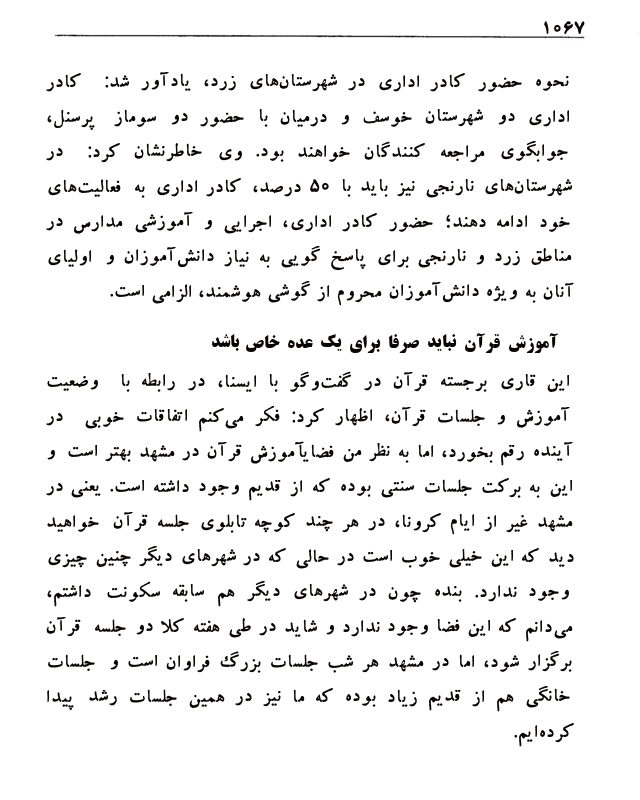 ۱۰۶۷
نحوه حضور کادر اداری در شهرستان‌های زرد، یادآور شد: کادر
اداری دو شهرستان خوسف و درمیان با حضور دو سوماز پرسنل،
جوابگوی مراجعه کنندگان خواهند بود. وی خاطرنشان کرد: در
شهرستان‌های نارنجی نیز باید با ۵۰ درصد، کادر اداری به فعالیت‌های
خود ادامه دهند؛ حضور کادر اداری، اجرایی و آموزشی مدارس در
مناطق زرد و نارنجی برای پاسخ گویی به نیاز دانش‌آموزان و اولیای
آنان به ویژه دانش‌آموزان محروم از گوشی هوشمند، الزامی است.
آموزش قرآن نباید صرفا برای یک عده خاص باشد
این قاری برجسته قرآن در گفت‌وگو با ایسنا، در رابطه با وضعیت
آموزش و جلسات قرآن، اظهار کرد: فکر می‌کنم اتفاقات خوبی در
آینده رقم بخورد، اما به نظر من فضایآموزش قرآن در مشهد بهتر است و
این به برکت جلسات سنتی بوده که از قدیم وجود داشته است. یعنی در
مشهد غیر از ایام کرونا، در هر چند کوچه تابلوی جلسه قرآن خواهید
دید که این خیلی خوب است در حالی که در شهرهای دیگر چنین چیزی
وجود ندارد. بنده چون در شهرهای دیگر هم سابقه سکونت داشتم،
می‌دانم که این فضا وجود ندارد و شاید در طی هفته کلا دو جلسه قرآن
برگزار شود، اما در مشهد هر شب جلسات بزرگ فراوان است و جلسات
خانگی هم از قدیم زیاد بوده که ما نیز در همین جلسات رشد پیدا
کرده‌ایم.